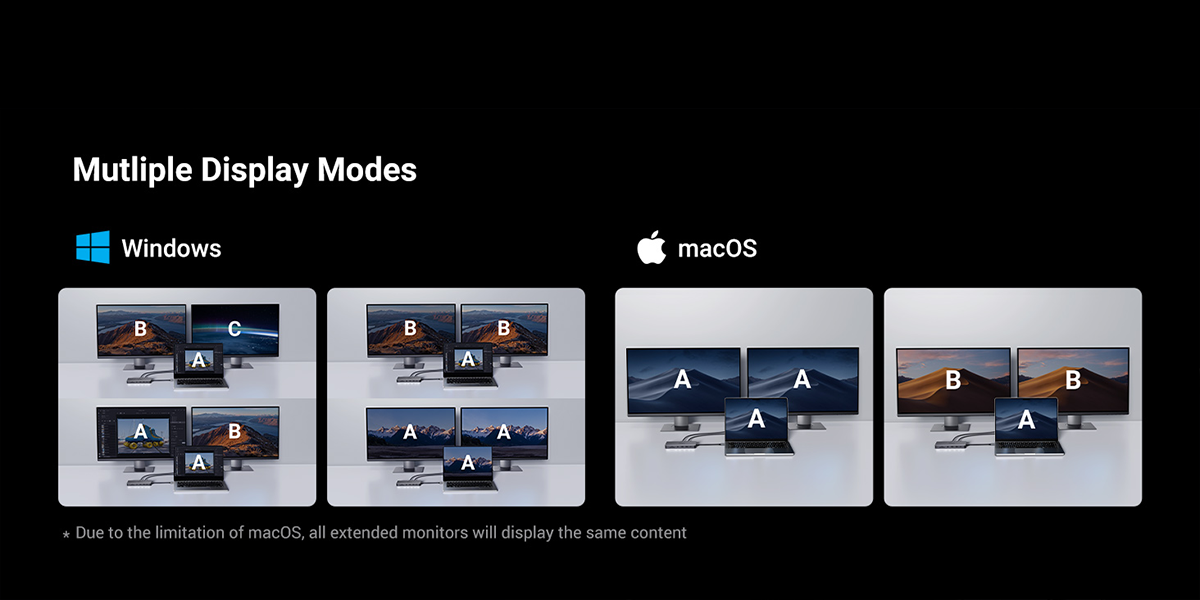 Mutliple Display Modes
Windows
macOS
B C
A
B B
A
A B
A
A A
A
A A
A
B B
A
* Due to the limitation of macOS, all extended monitors will display the same content